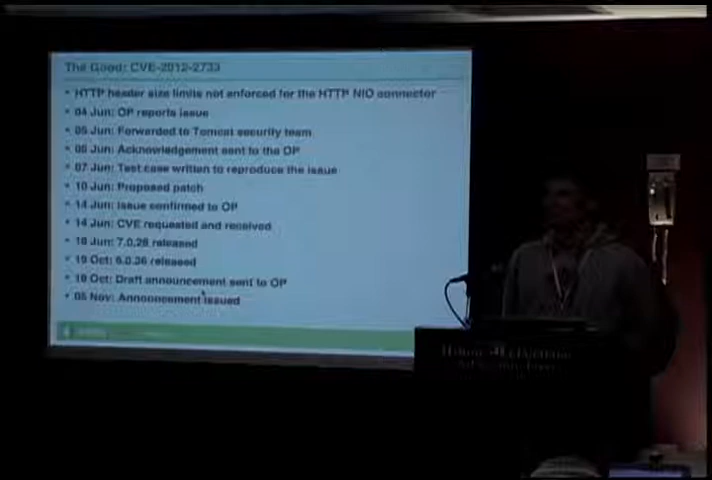 The Good: CVE-2012-2733
• HTTP header size limits not enforced for the HTTP NIO connector
• 04 Jun: OP reports issue
• 05 Jun: Forwarded to Tomcat security team
• 06 Jun: Acknowledgement sent to the OP
• 07 Jun: Test case written to reproduce the issue
• 10 Jun: Proposed patch
• 14 Jun: Issue confirmed to OP
• 14 Jun: CVE requested and received
• 18 Jun: 7.0.28 released
• 19 Oct: 6.0.36 released
• 19 Oct: Draft announcement sent to OP
• 05 Nov: Announcement issued